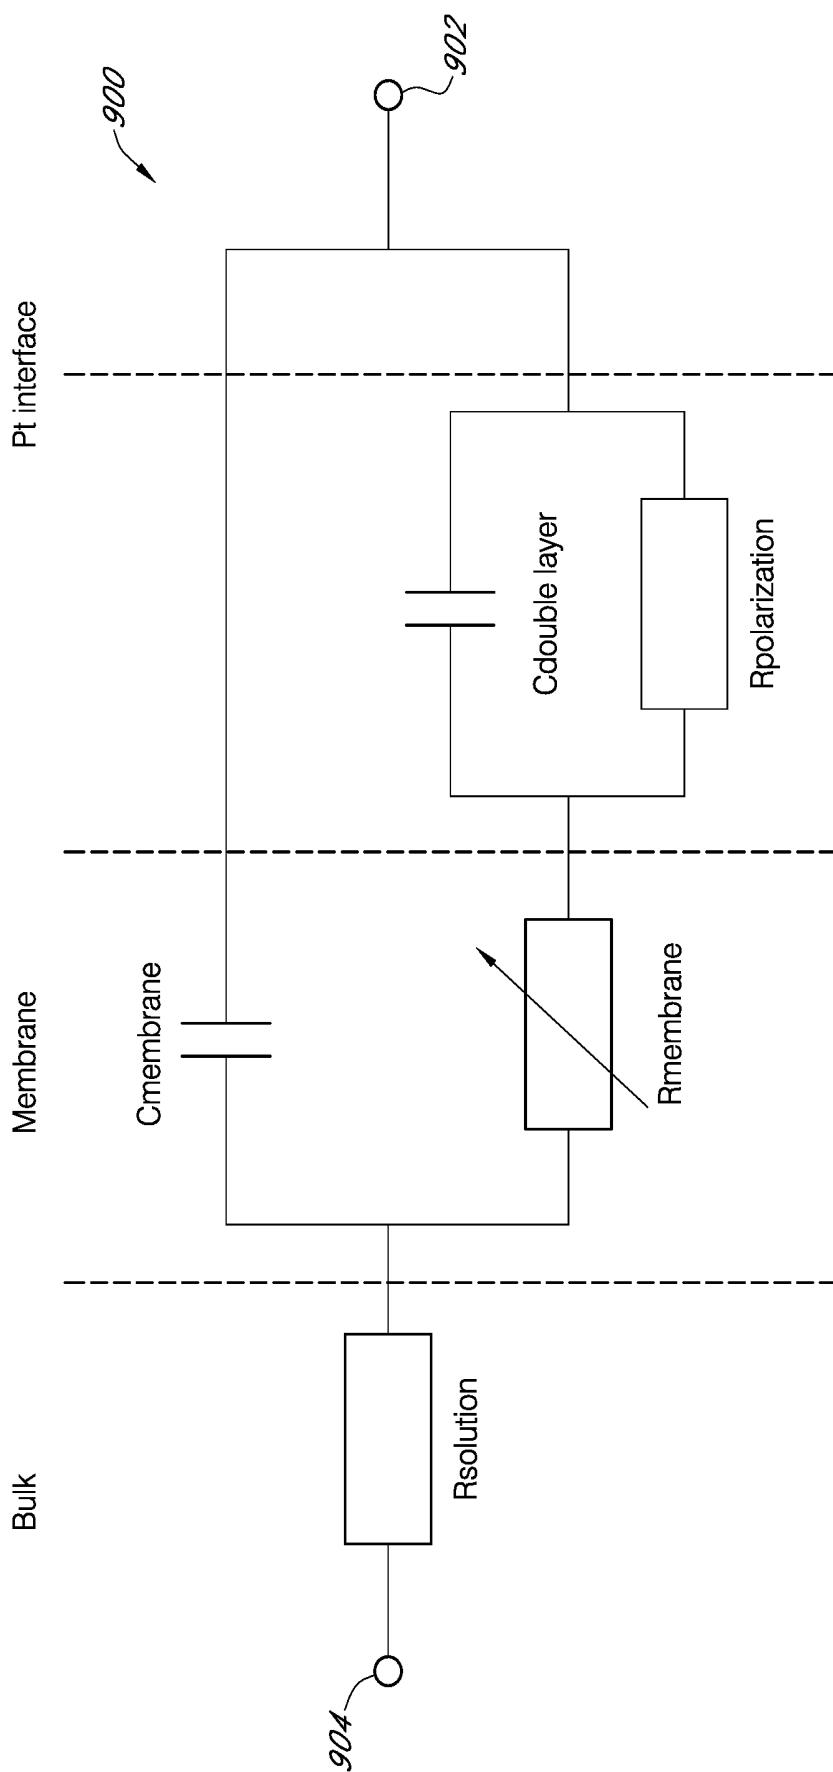 900
Bulk
Membrane
Pt interface
Cmembrane
902
904
Rsolution
Cdouble layer
Rmembrane
Rpolarization